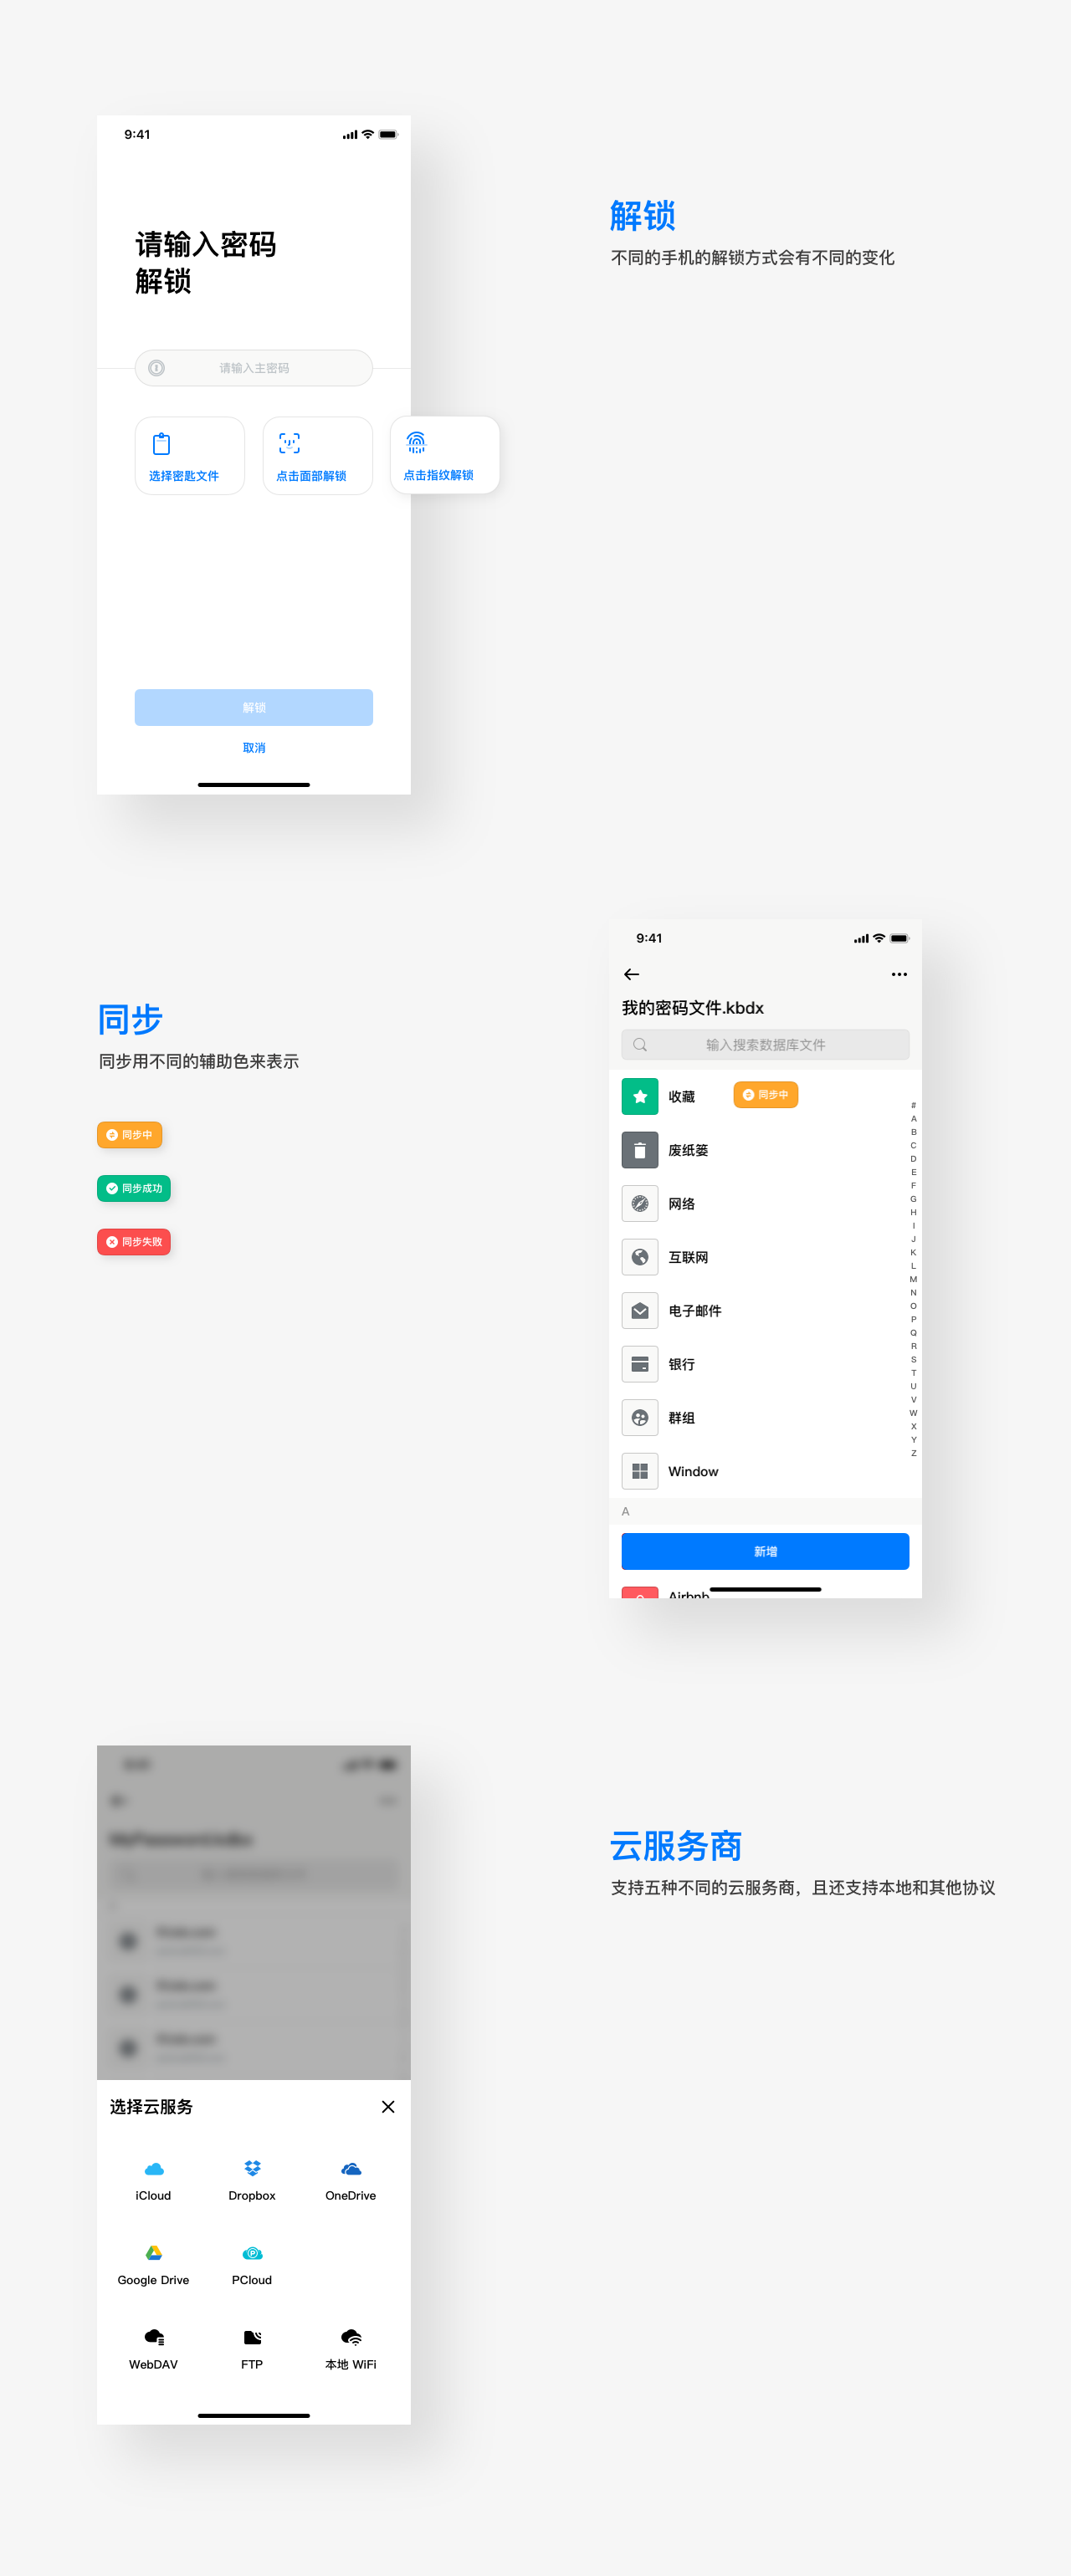 9:41
请输入密码
解锁
请输入主密码
选择密匙文件
点击面部解锁
点击指纹解锁
解锁
取消
解锁
不同的手机的解锁方式会有不同的变化
同步
同步用不同的辅助色来表示
同步中
同步成功
同步失败
9:41
我的密码文件.kbdx
输入搜索数据库文件
收藏
同步中
废纸篓
网络
互联网
电子邮件
银行
群组
Window
A
新增
Airbnb
#
A
B
C
D
E
F
G
H
I
J
K
L
M
N
O
P
Q
R
S
T
U
V
W
X
Y
Z
选择云服务
iCloud
Dropbox
OneDrive
Google Drive
PCloud
WebDAV
FTP
本地 WiFi
云服务商
支持五种不同的云服务商，且还支持本地和其他协议